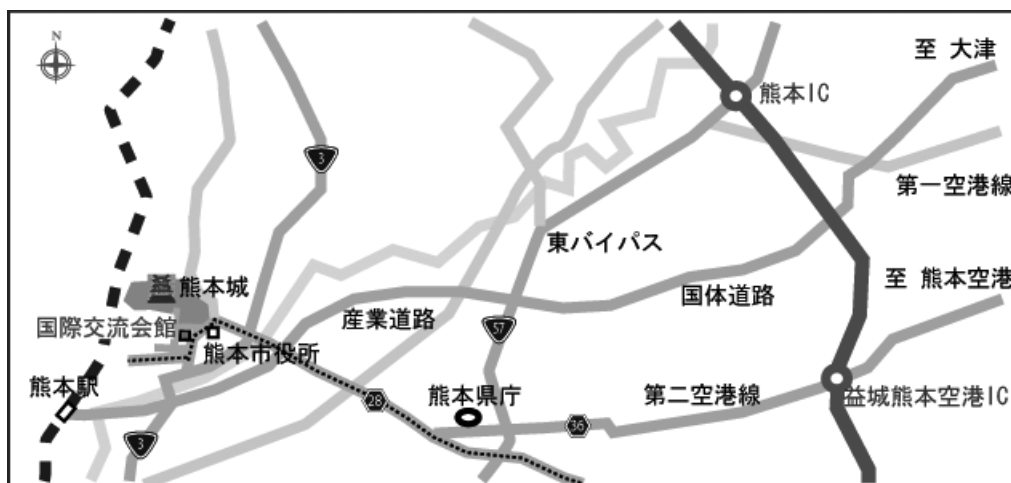 N
至 大津
熊本IC
3
第一空港線
東バイパス
熊本城
国体道路
至 熊本空港
産業道路
国際交流会館
57
熊本市役所
熊本駅
28
熊本県庁
第二空港線
益城熊本空港IC
36
3